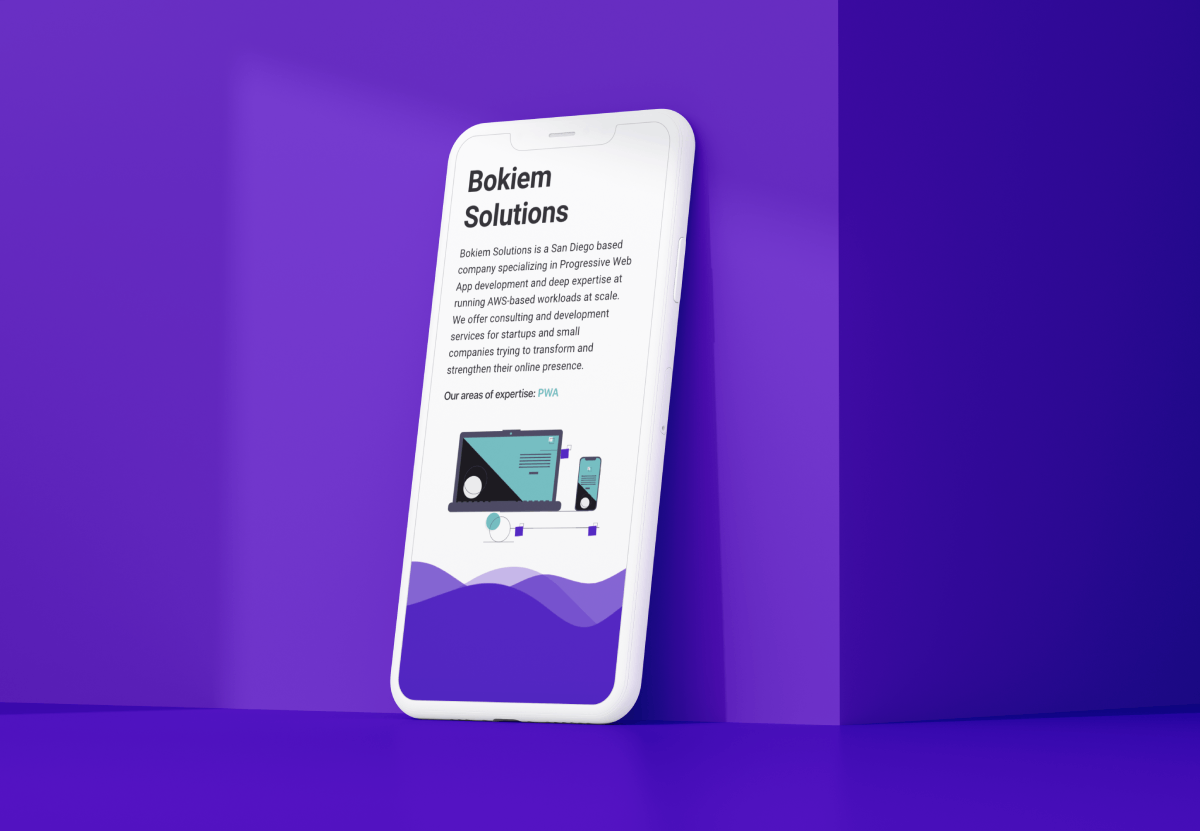 Bokiem
Solutions
Bokiem Solutions is a San Diego based
company specializing in Progressive Web
App development and deep expertise at
running AWS-based workloads at scale.
We offer consulting and development
services for startups and small
companies trying to transform and
strengthen their online presence.
Our areas of expertise: PWA